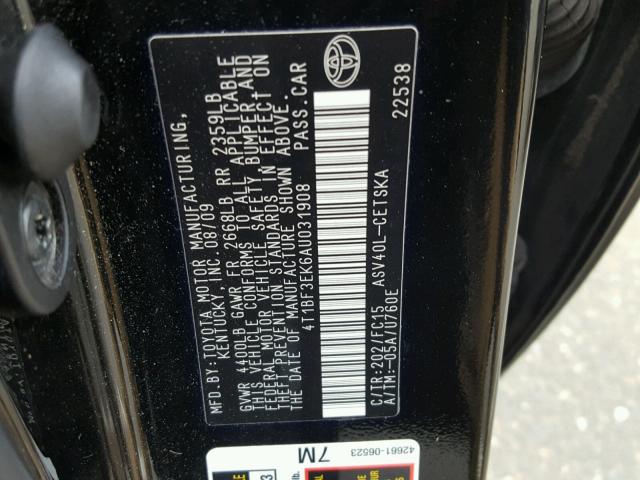 MFD.BY:TOYOTA MOTOR MANUFACTURING,
KENTUCKY, INC. 08/09
GVWR 4400LB GAWR FR 2668LB RR 2359LB
THIS VEHICLE CONFORMS TO ALL APPLICABLE
FEDERAL MOTOR VEHICLE SAFETY, BUMPER AND
THEFT PREVENTION STANDARDS IN EFFECT ON
THE DATE OF MANUFACTURE SHOWN ABOVE.
4T1BF3EK6AU031908 PASS.CAR
C/TR:202/FC15 ASV40L-CETSKA
A/TM:-05A/U760E
22538
42661-06523
7M